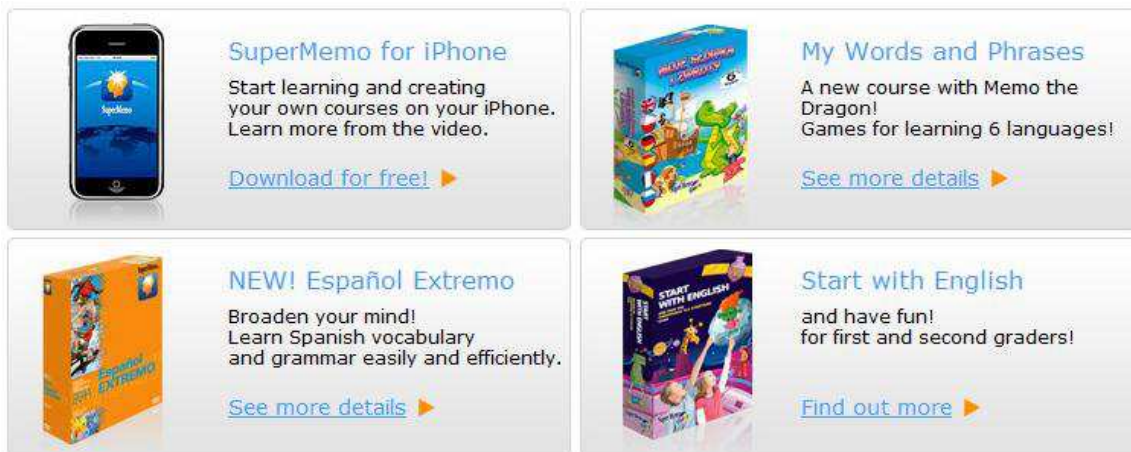 SuperMemo for iPhone
Start learning and creating
your own courses on your iPhone.
Learn more from the video.
Download for free!
SuperMemo
My Words and Phrases
A new course with Memo the
Dragon!
Games for learning 6 languages!
See more details
NEW! Español Extremo
Broaden your mind!
Learn Spanish vocabulary
and grammar easily and efficiently.
See more details
Español
EXTREMO
Start with English
and have fun!
for first and second graders!
Find out more
START
WITH ENGLISH